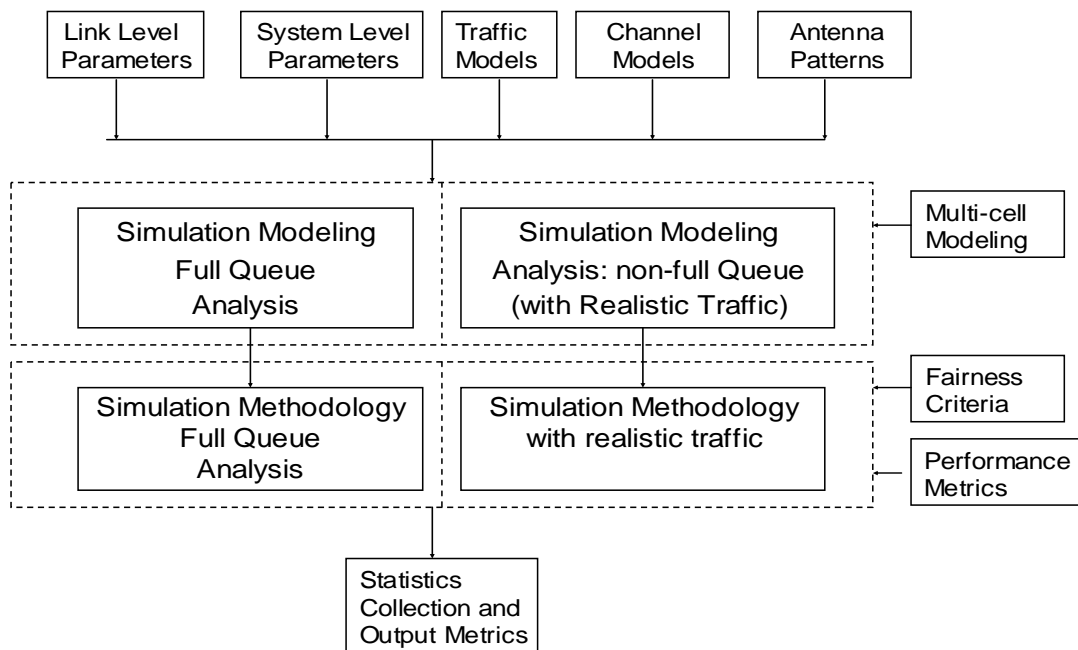 Link Level
Parameters
System Level
Parameters
Traffic
Models
Channel
Models
Antenna
Patterns
Simulation Modeling
Full Queue
Analysis
Simulation Modeling
Analysis: non-full Queue
(with Realistic Traffic)
Multi-cell
Modeling
Simulation Methodology
Full Queue
Analysis
Simulation Methodology
with realistic traffic
Fairness
Criteria
Performance
Metrics
Statistics
Collection and
Output Metrics